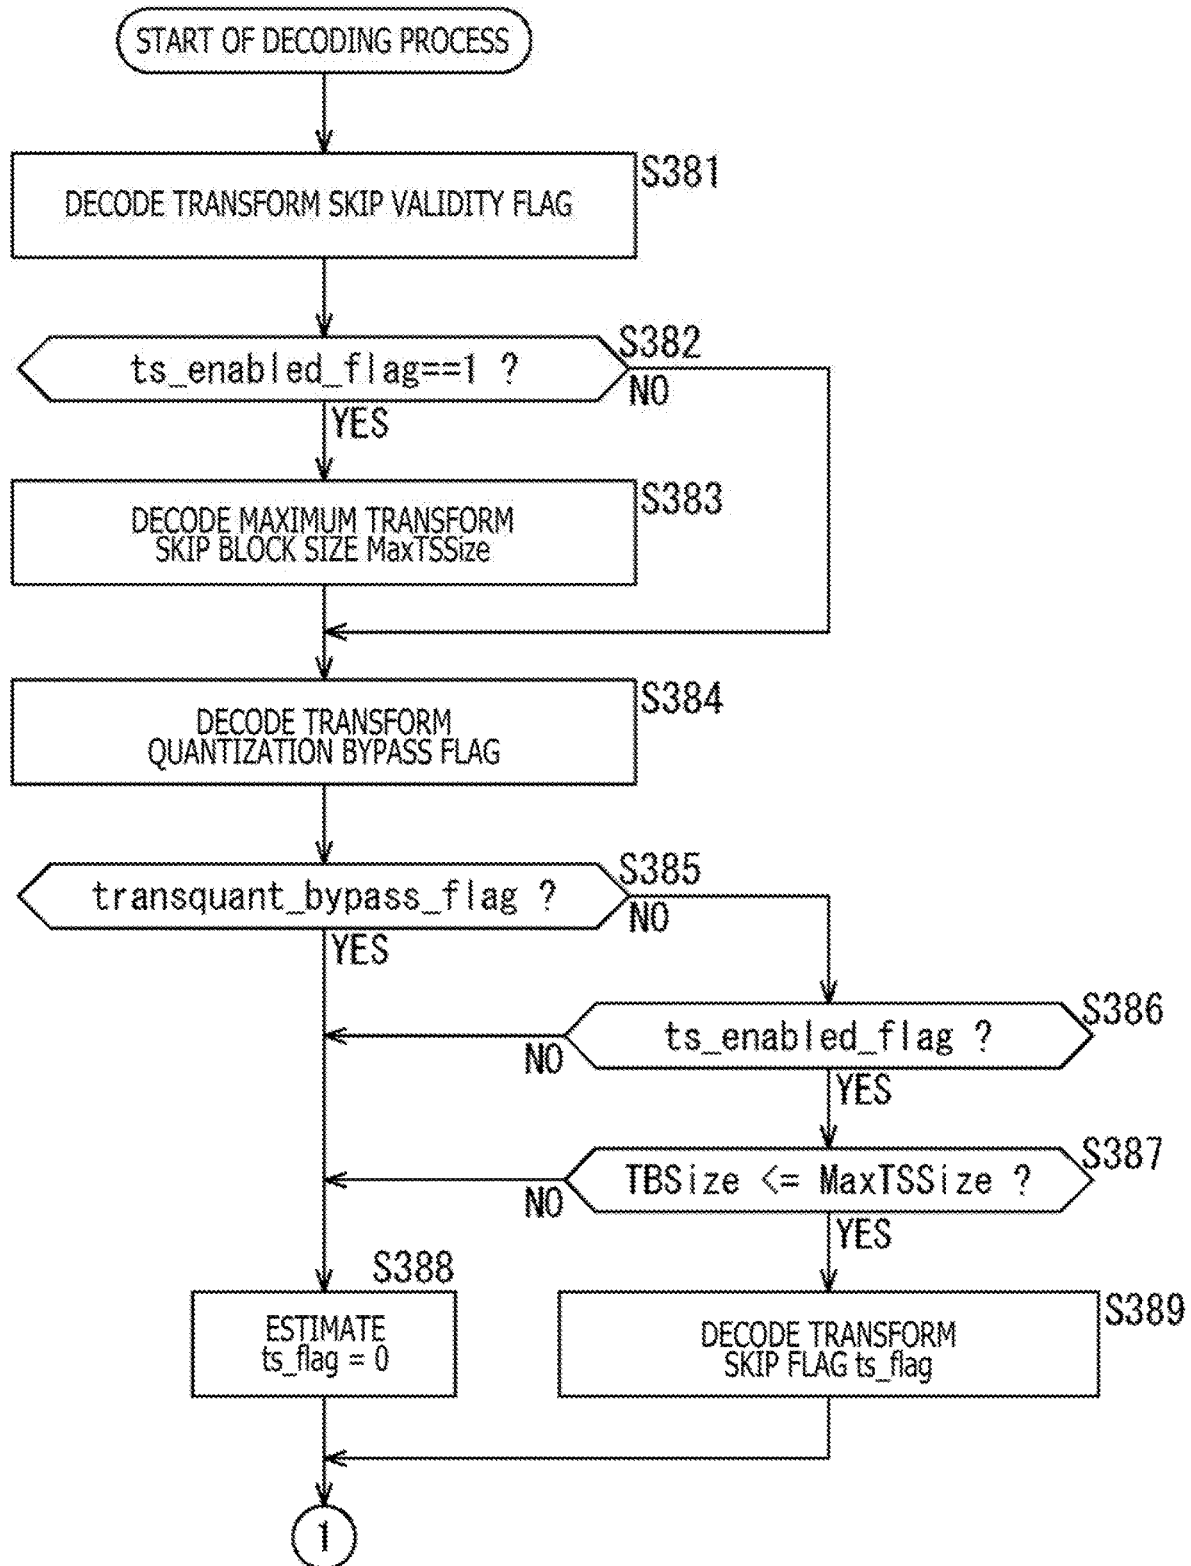 START OF DECODING PROCESS
S381
DECODE TRANSFORM SKIP VALIDITY FLAG
S382
ts_enabled_flag==1 ?
NO
YES
S383
DECODE MAXIMUM TRANSFORM
SKIP BLOCK SIZE MaxTSSize
S384
DECODE TRANSFORM
QUANTIZATION BYPASS FLAG
S385
transquant_bypass_flag ?
NO
YES
S386
ts_enabled_flag ?
NO
YES
S387
TBSize <= MaxTSSize ?
NO
YES
S388
ESTIMATE
ts_flag = 0
S389
DECODE TRANSFORM
SKIP FLAG ts_flag
1